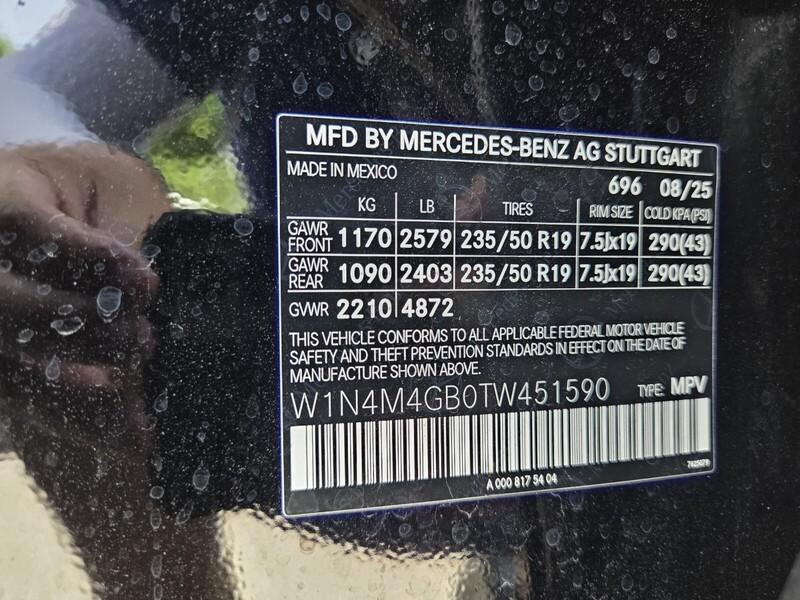 MFD BY MERCEDES-BENZ AG STUTTGART
MADE IN MEXICO
696 08/25
KG LB TIRES RIM SIZE COLD KPA(PSI)
GAWR FRONT 1170 2579 235/50 R19 7.5Jx19 290(43)
GAWR REAR 1090 2403 235/50 R19 7.5Jx19 290(43)
GVWR 2210 4872
THIS VEHICLE CONFORMS TO ALL APPLICABLE FEDERAL MOTOR VEHICLE
SAFETY AND THEFT PREVENTION STANDARDS IN EFFECT ON THE DATE OF
MANUFACTURE SHOWN ABOVE.
W1N4M4GB0TW451590 TYPE: MPV
A 000 817 54 04